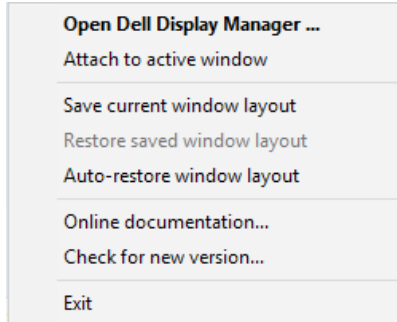 Open Dell Display Manager ...
Attach to active window
Save current window layout
Restore saved window layout
Auto-restore window layout
Online documentation...
Check for new version...
Exit